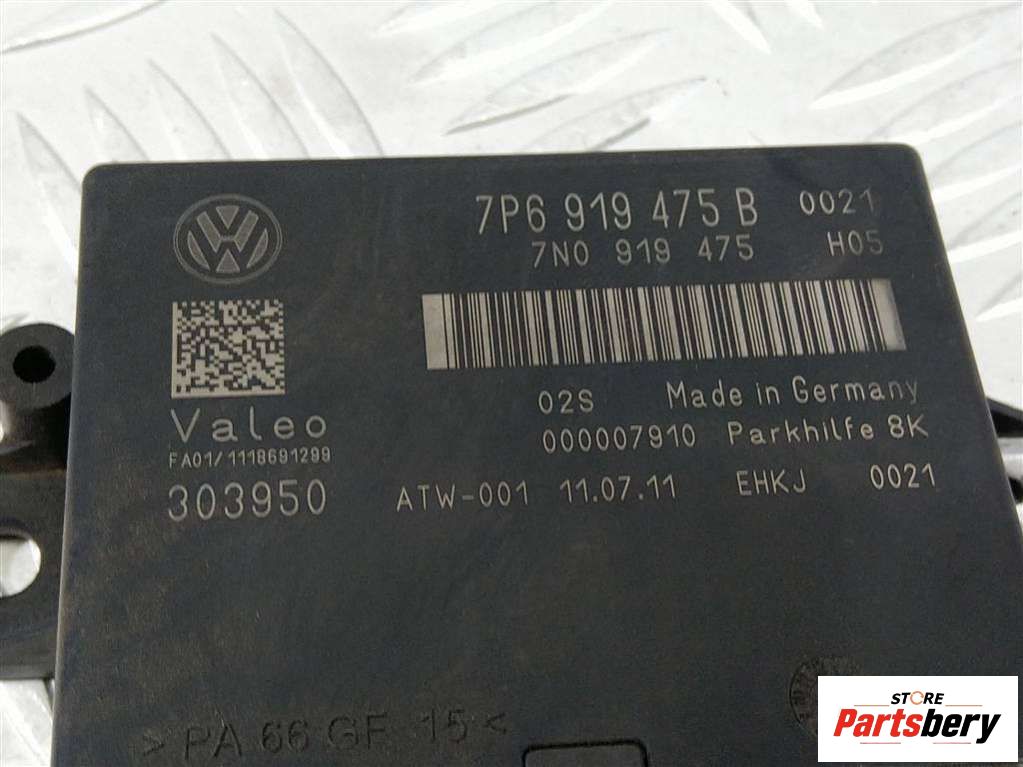 7P6 919 475 B 0021
7N0 919 475 H05
02S Made in Germany
000007910 Parkhilfe 8K
Valeo
FA01/1118691299
303950
ATW-001 11.07.11 EHKJ 0021
>PA 66 GF 15<
STORE
Partsbery